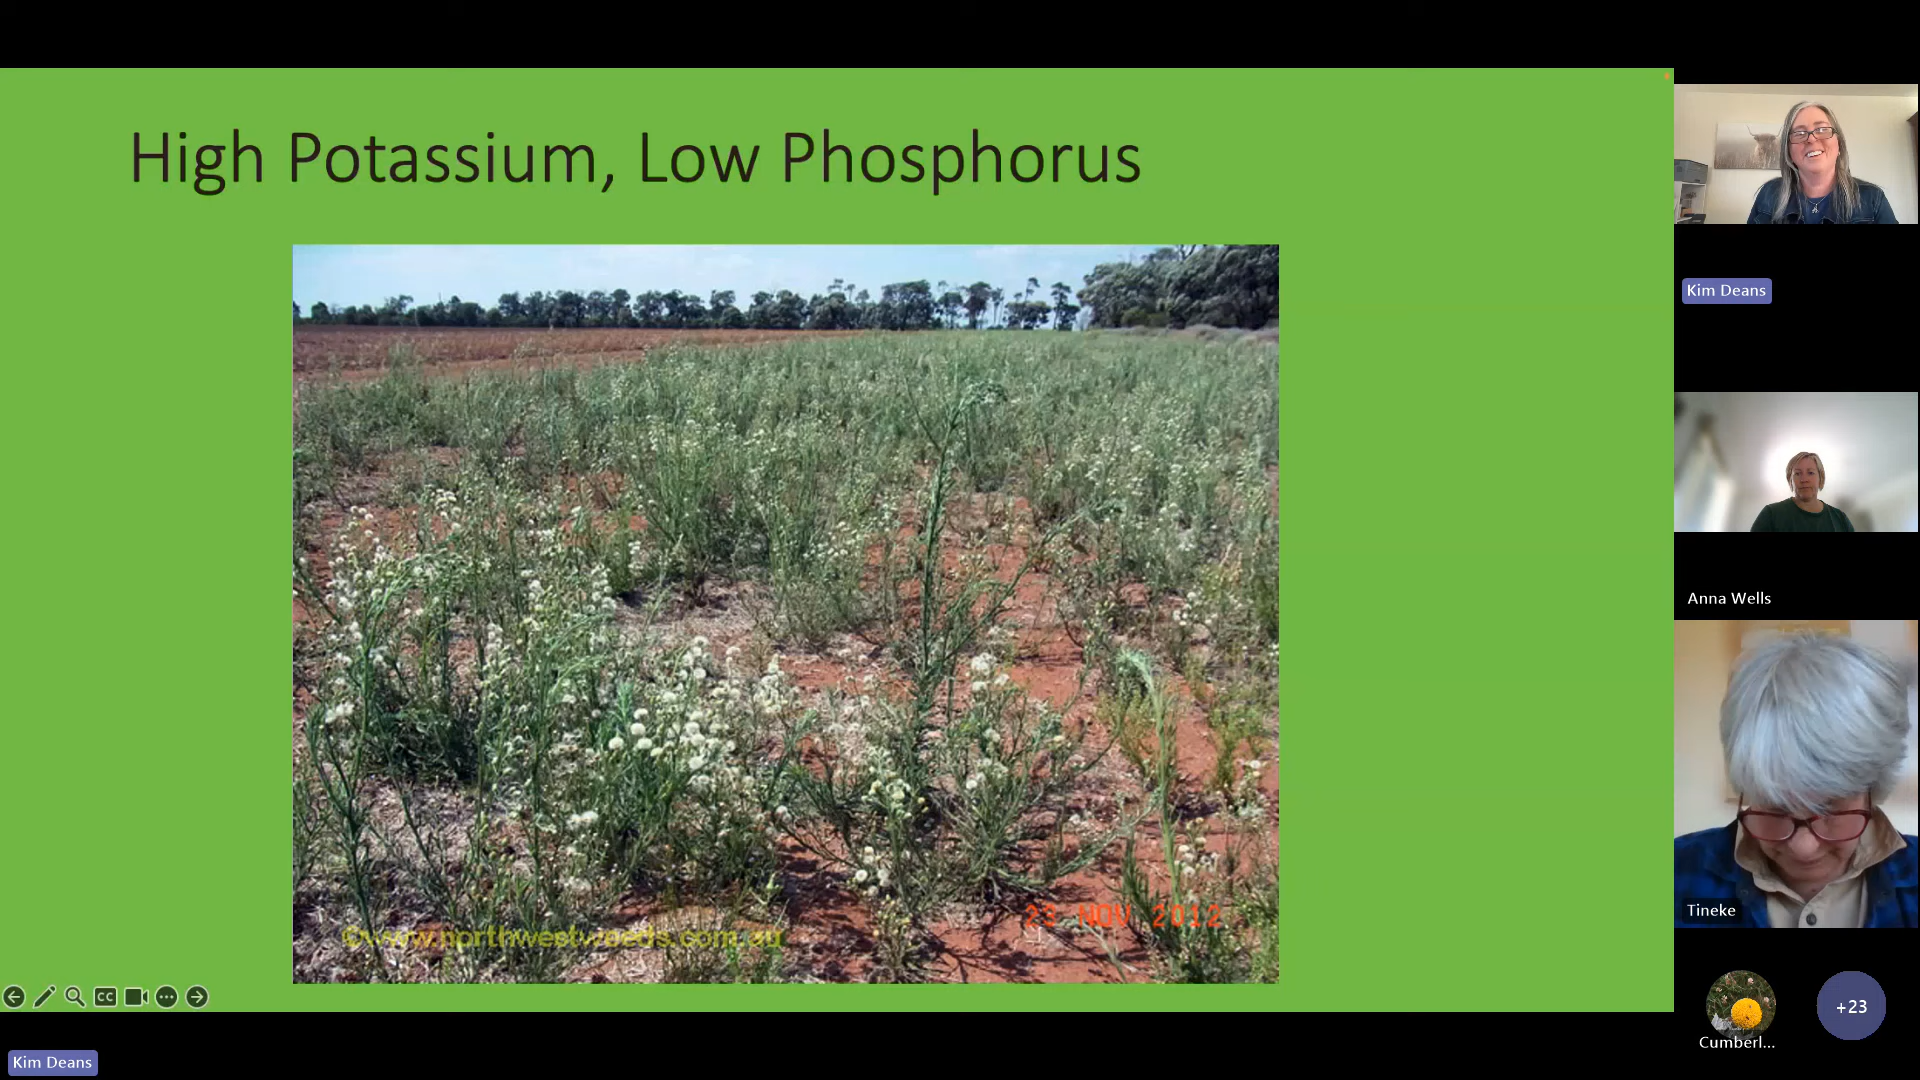 High Potassium, Low Phosphorus
©www.northwestweeds.com.au
23 NOV 2012
Kim Deans
Anna Wells
Tineke
Cumberl...
+23
CC
Kim Deans